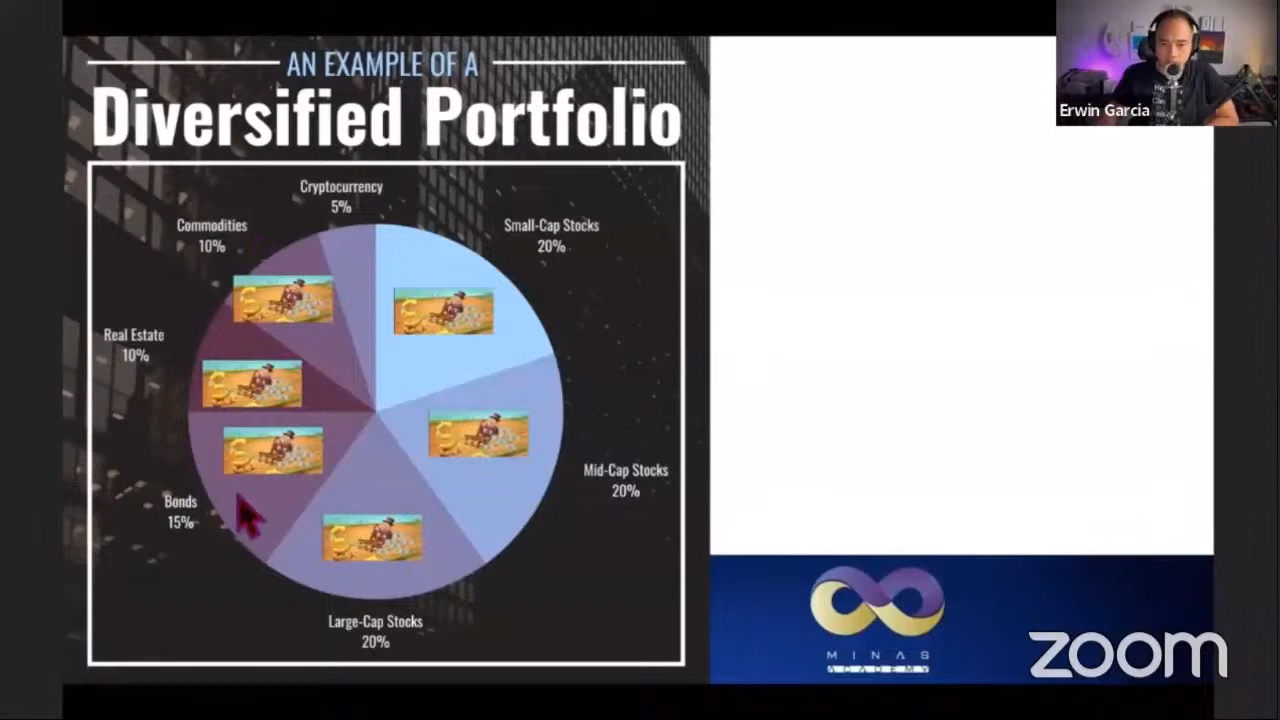 AN EXAMPLE OF A
Diversified Portfolio
Cryptocurrency
5%
Commodities
10%
Small-Cap Stocks
20%
Real Estate
10%
Mid-Cap Stocks
20%
Bonds
15%
Large-Cap Stocks
20%
Erwin Garcia
MINAS
ACADEMY
zoom